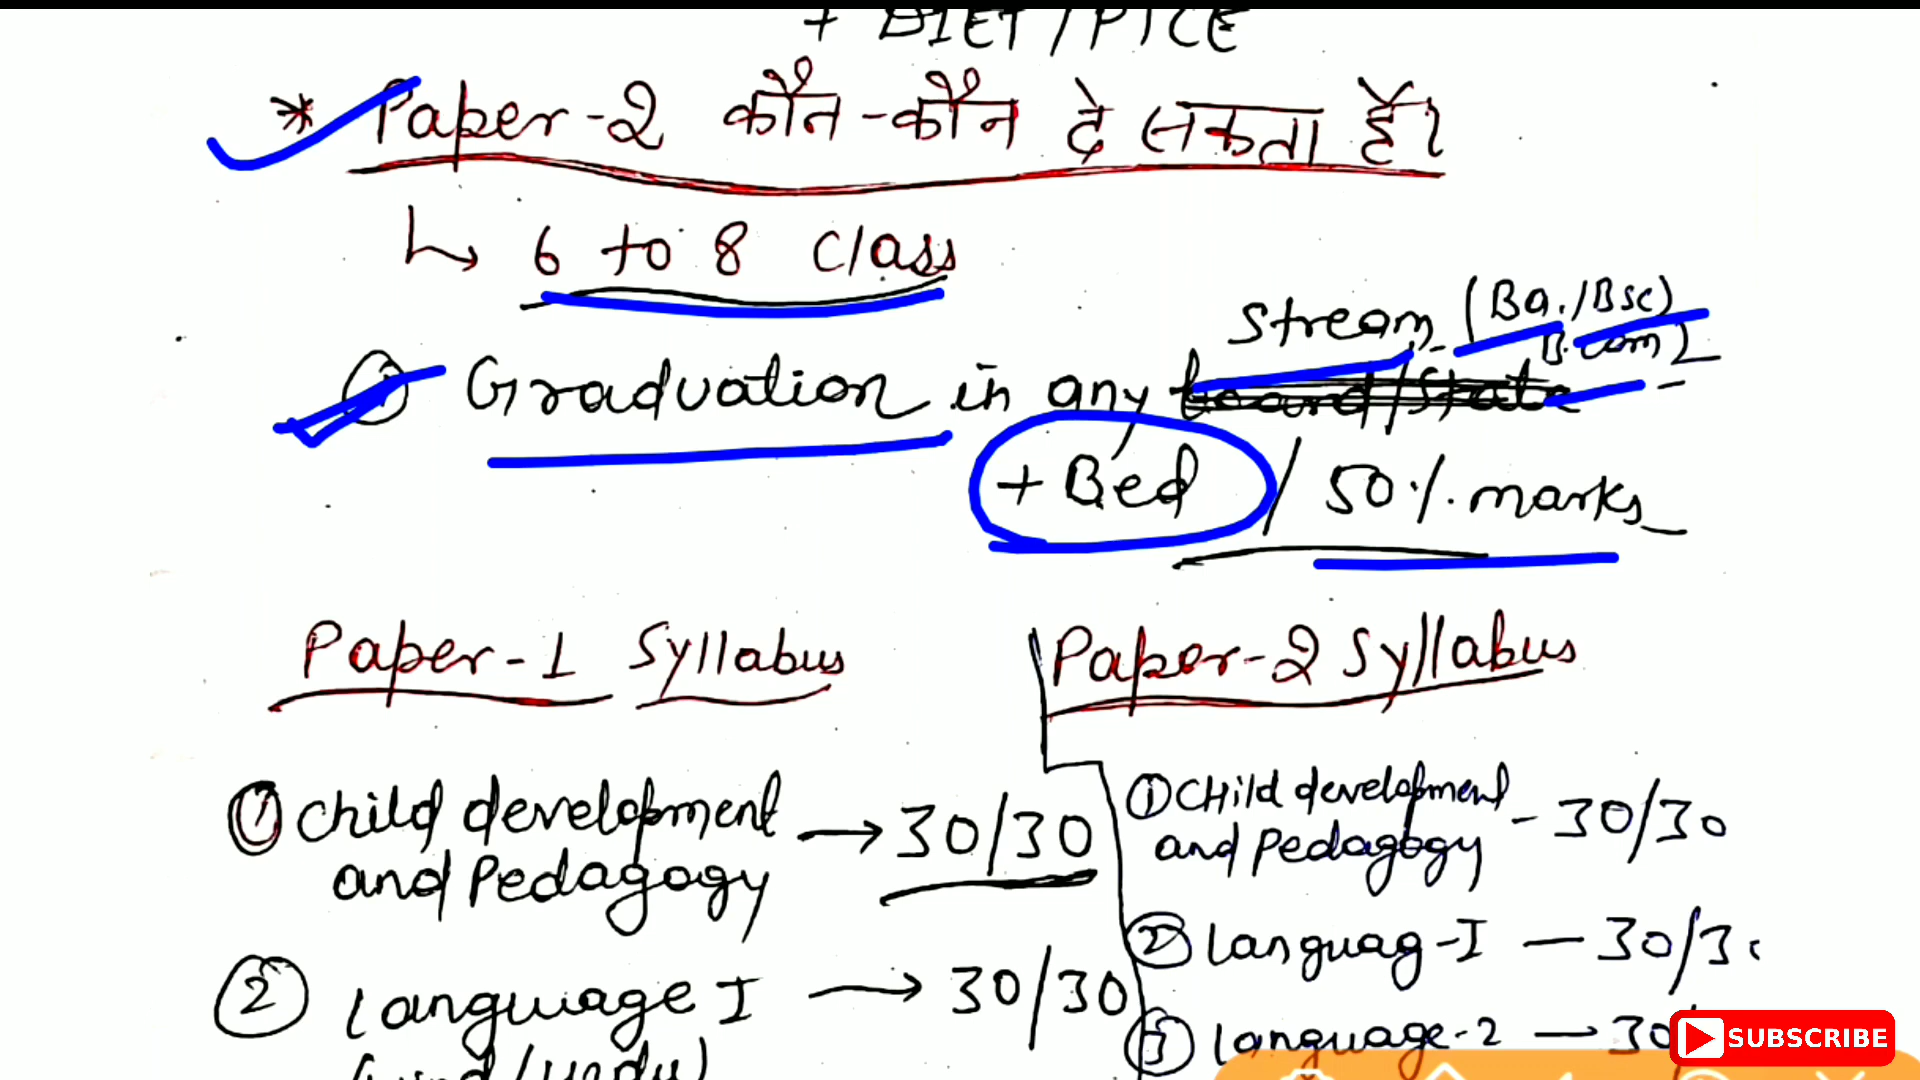 + DIET/PTCE
* Paper-2 कौन-कौन दे सकता हैं।
↳ 6 to 8 Class
① Graduation in any board/State Stream (Ba./Bsc) B.com)
+ Bed / 50% marks
Paper-1 Syllabus
① Child development and Pedagogy → 30/30
② Language I → 30/30
Paper-2 Syllabus
① CHild development
and Pedagogy - 30/30
② Languag-I — 30/3
③ Language-2 — 30
SUBSCRIBE